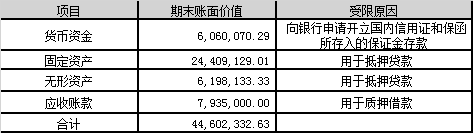 项目 期末账面价值 受限原因
货币资金 6,060,070.29 向银行申请开立国内信用证和保函
所存入的保证金存款
固定资产 24,409,129.01 用于抵押贷款
无形资产 6,198,133.33 用于抵押贷款
应收账款 7,935,000.00 用于质押借款
合计 44,602,332.63